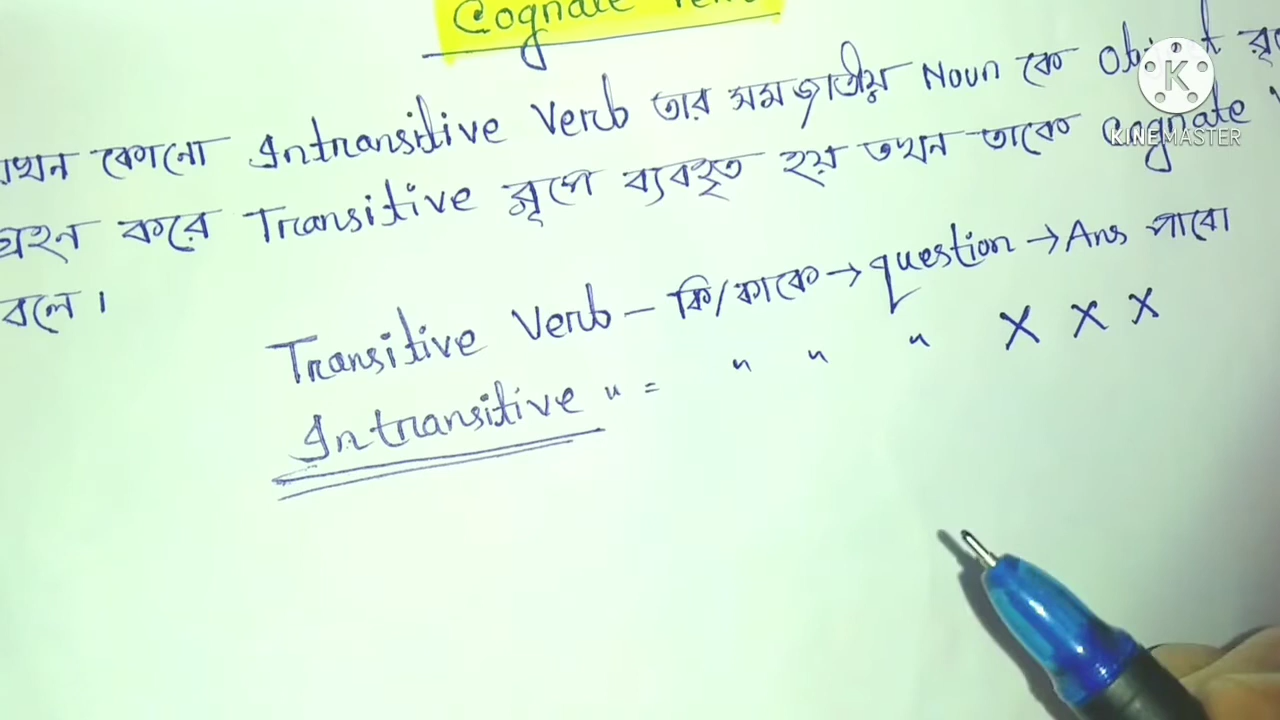 Cognate
যখন কোনো Intransitive Verb তার সমজাতীয় Noun কে Object
গ্রহন করে Transitive রূপে ব্যবহৃত হয় তখন তাকে Cognate
বলে।
Transitive Verb – কি/কাকে → question → Ans পাবো
Intransitive " = " " " X X X
KINEMASTER